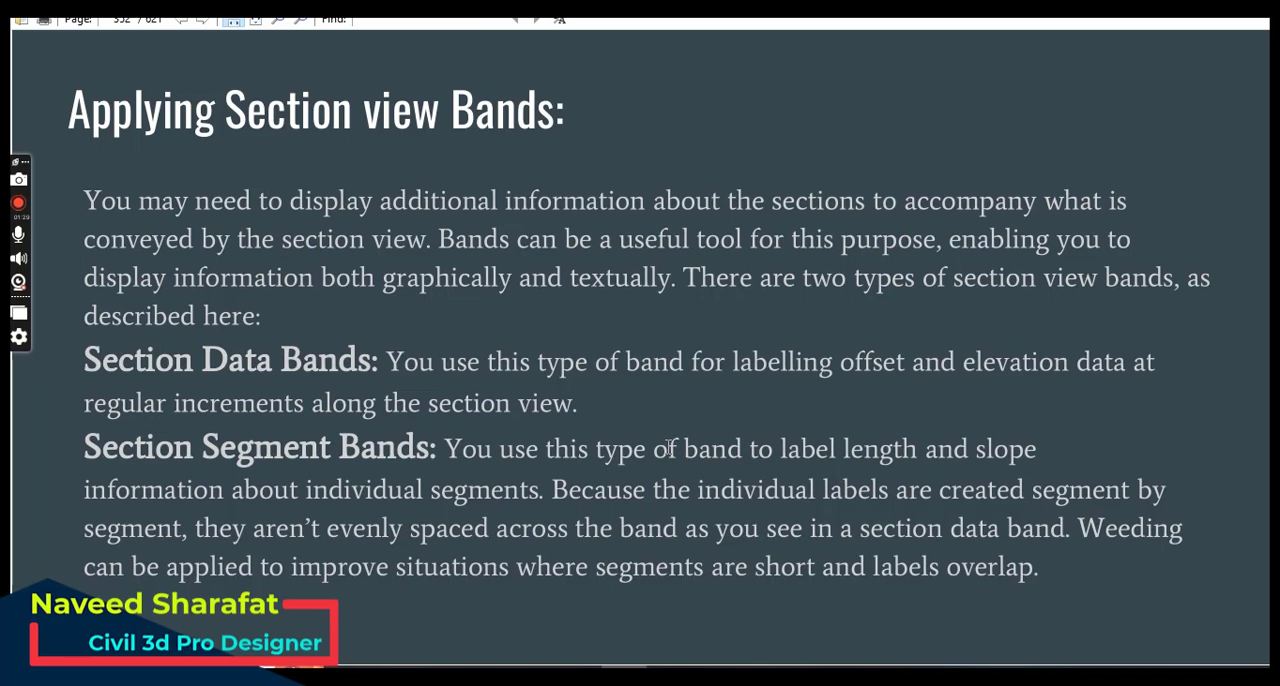 Page: 352 / 621 Find:
Applying Section view Bands:
You may need to display additional information about the sections to accompany what is
conveyed by the section view. Bands can be a useful tool for this purpose, enabling you to
display information both graphically and textually. There are two types of section view bands, as
described here:
Section Data Bands: You use this type of band for labelling offset and elevation data at
regular increments along the section view.
01:29
Section Segment Bands: You use this type of band to label length and slope
information about individual segments. Because the individual labels are created segment by
segment, they aren’t evenly spaced across the band as you see in a section data band. Weeding
can be applied to improve situations where segments are short and labels overlap.
Naveed Sharafat
Civil 3d Pro Designer